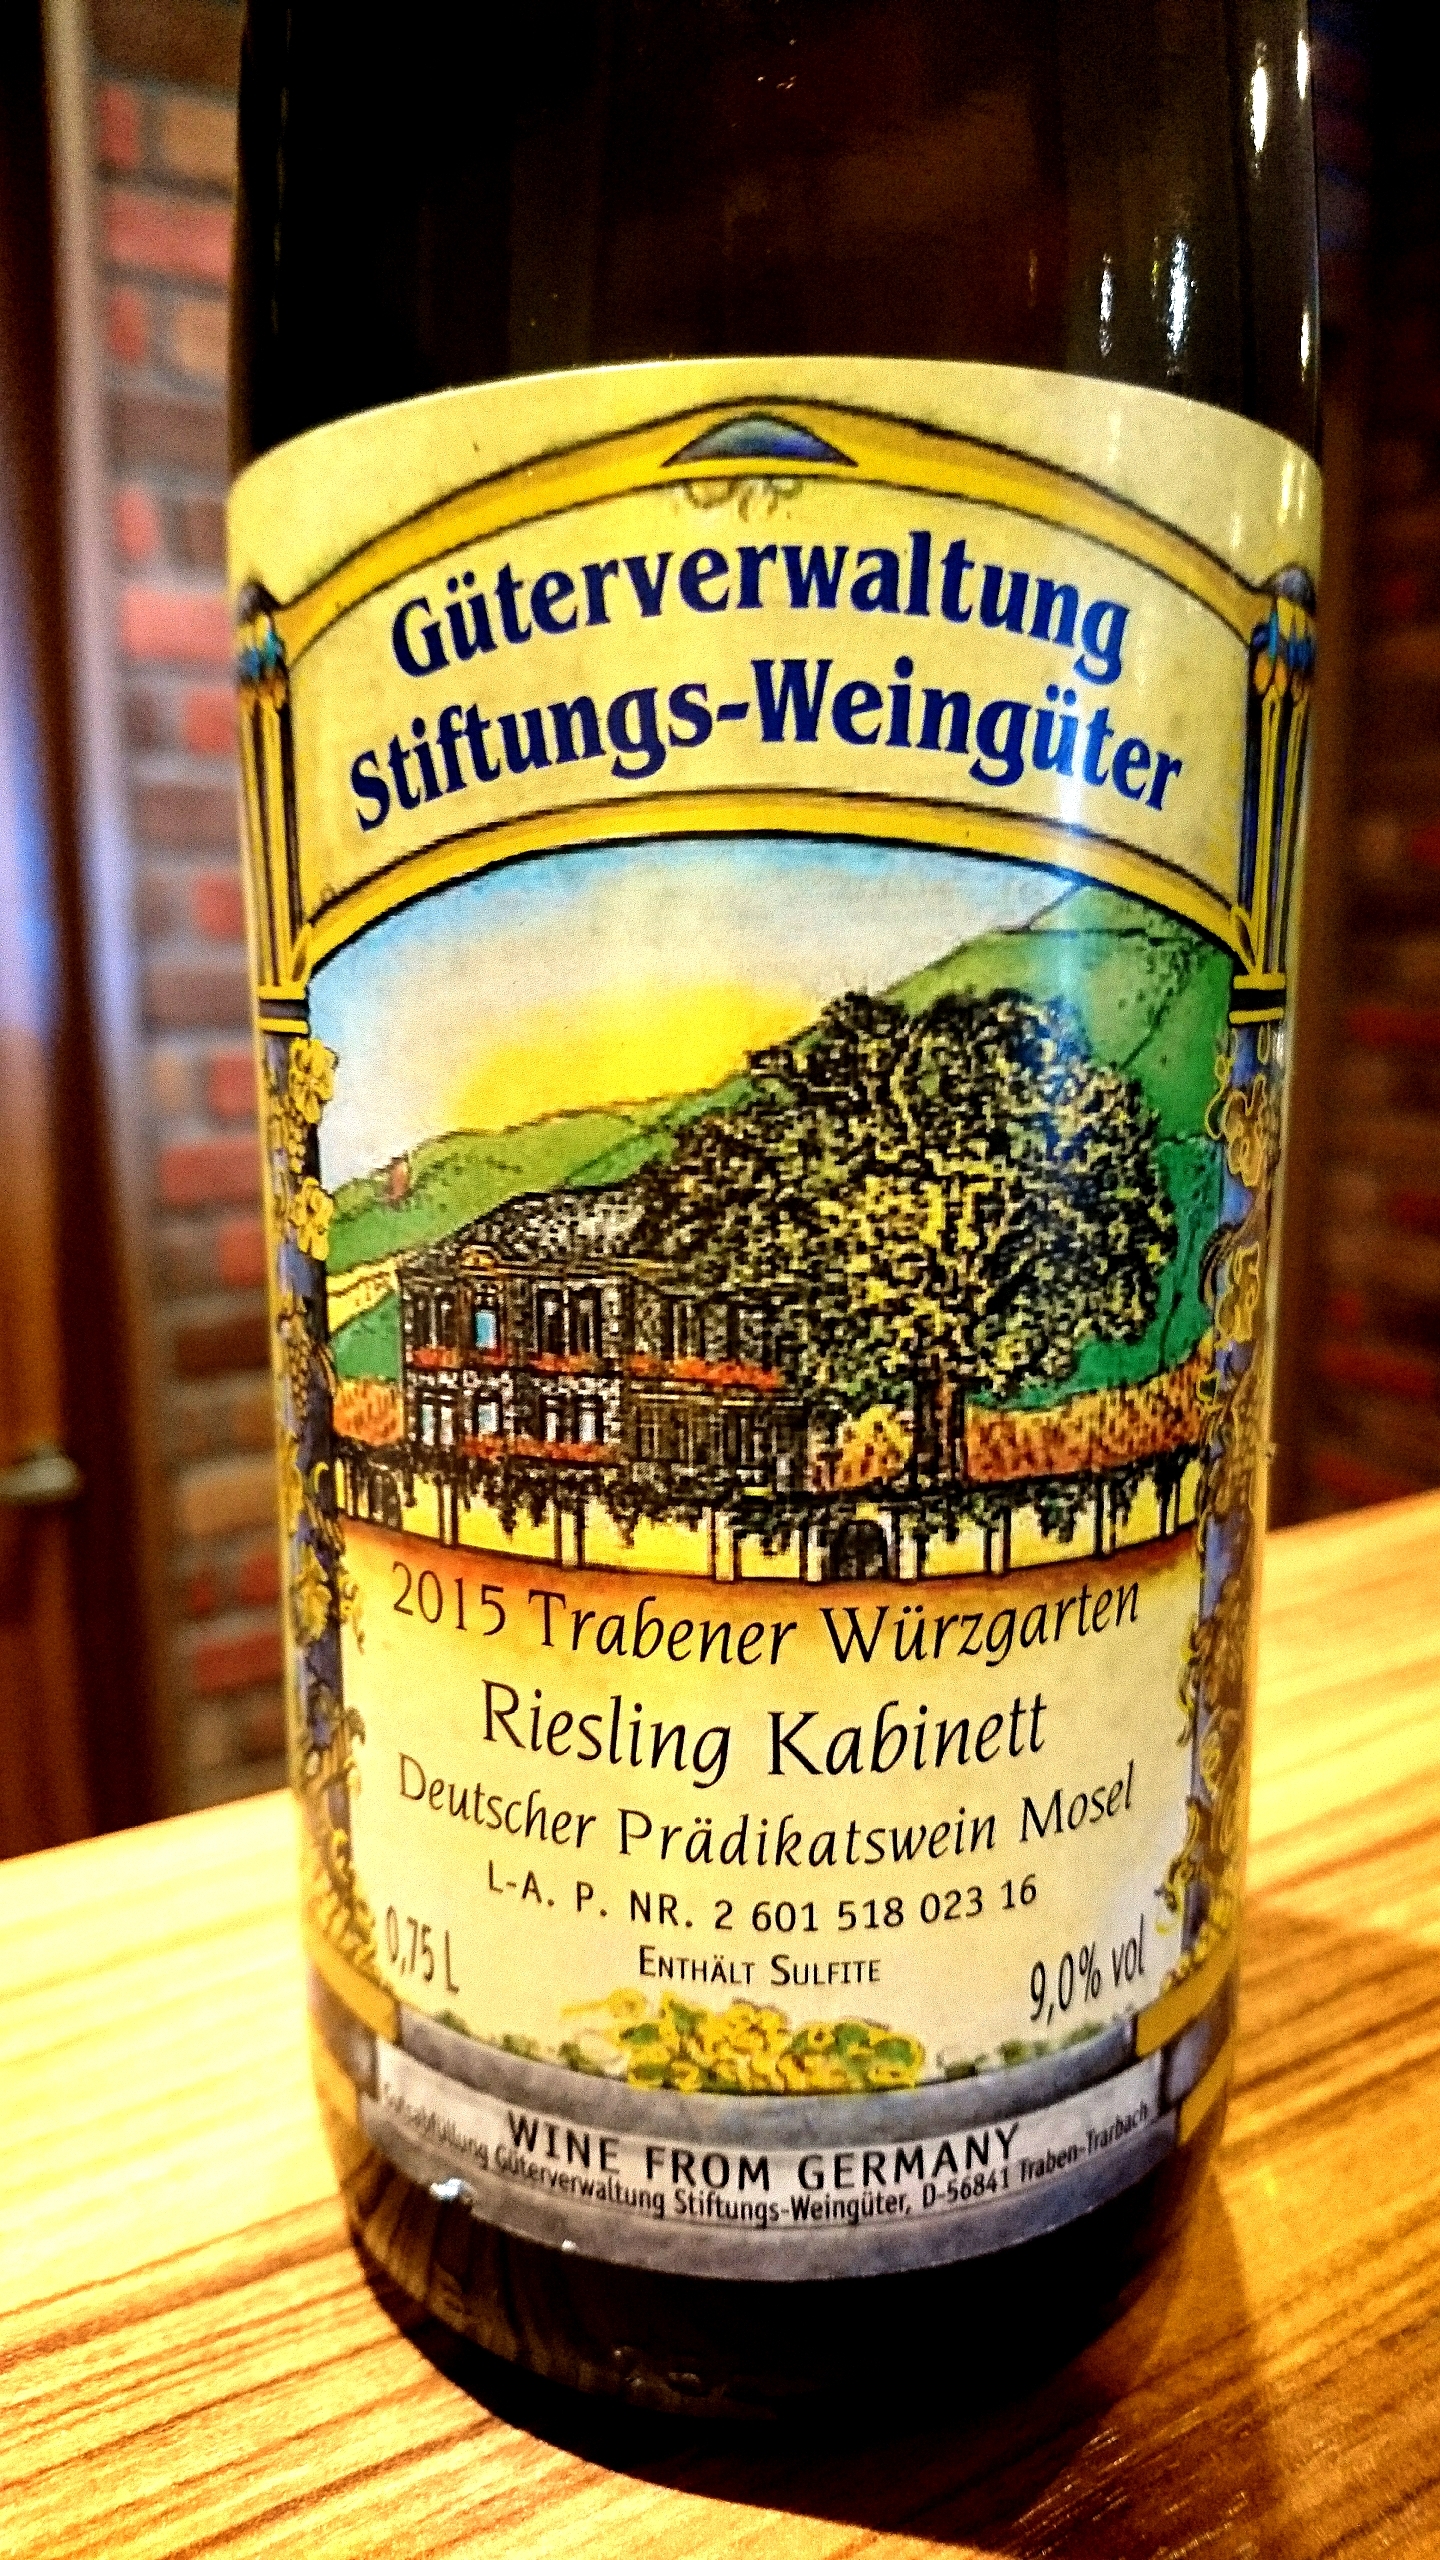 Güterverwaltung
Stiftungs-Weingüter
2015 Trabener Würzgarten
Riesling Kabinett
Deutscher Prädikatswein Mosel
L-A. P. NR. 2 601 518 023 16
0,75 L
ENTHÄLT SULFITE
9,0% vol
WINE FROM GERMANY
Güterverwaltung Stiftungs-Weingüter, D-56841 Traben-Trarbach